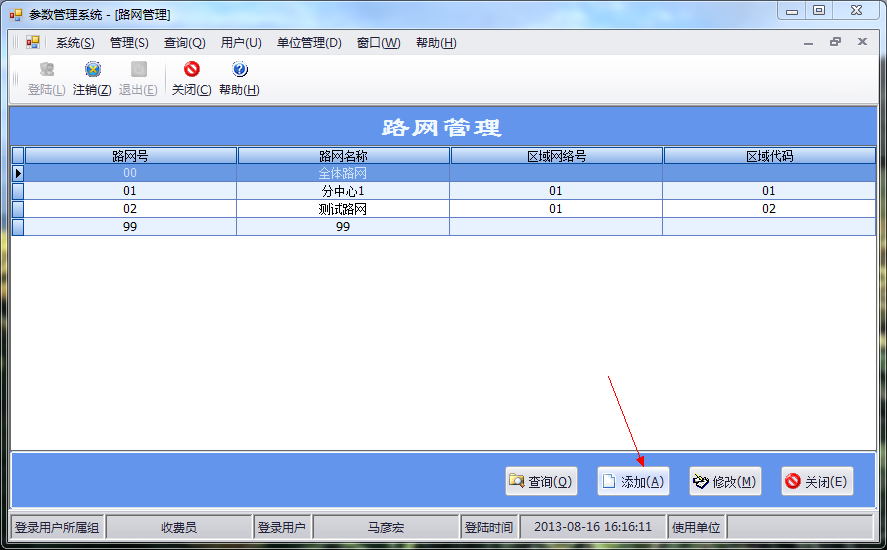 参数管理系统 - [路网管理]
系统(S) 管理(S) 查询(Q) 用户(U) 单位管理(D) 窗口(W) 帮助(H)
登陆(L) 注销(Z) 退出(E) 关闭(C) 帮助(H)
路网管理
路网号 路网名称 区域网络号 区域代码
00 全体路网
01 分中心1 01 01
02 测试路网 01 02
99 99
查询(Q) 添加(A) 修改(M) 关闭(E)
登录用户所属组 收费员 登录用户 马彦宏 登陆时间 2013-08-16 16:16:11 使用单位